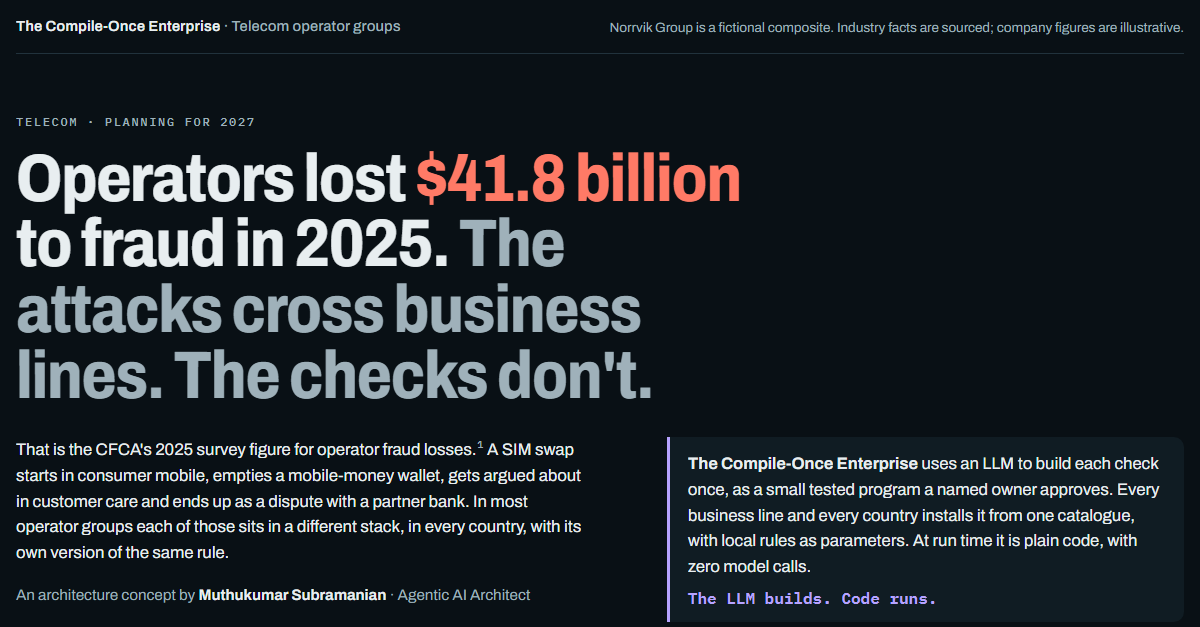 The Compile-Once Enterprise · Telecom operator groups
Norrvik Group is a fictional composite. Industry facts are sourced; company figures are illustrative.
TELECOM · PLANNING FOR 2027
Operators lost $41.8 billion
to fraud in 2025. The
attacks cross business
lines. The checks don't.
That is the CFCA's 2025 survey figure for operator fraud losses.¹ A SIM swap
starts in consumer mobile, empties a mobile-money wallet, gets argued about
in customer care and ends up as a dispute with a partner bank. In most
operator groups each of those sits in a different stack, in every country, with its
own version of the same rule.
An architecture concept by Muthukumar Subramanian · Agentic AI Architect
The Compile-Once Enterprise uses an LLM to build each check
once, as a small tested program a named owner approves. Every
business line and every country installs it from one catalogue,
with local rules as parameters. At run time it is plain code, with
zero model calls.
The LLM builds. Code runs.